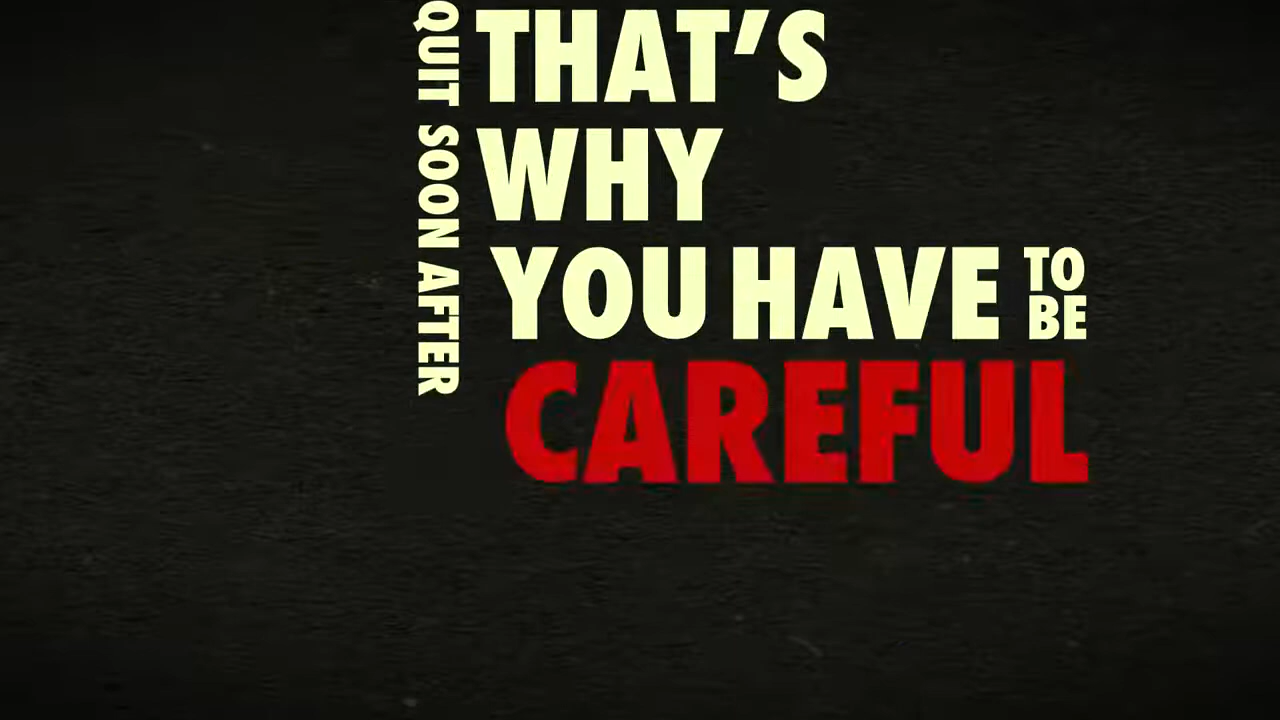 QUIT SOON AFTER
THAT'S
WHY
YOU HAVE TO BE
CAREFUL